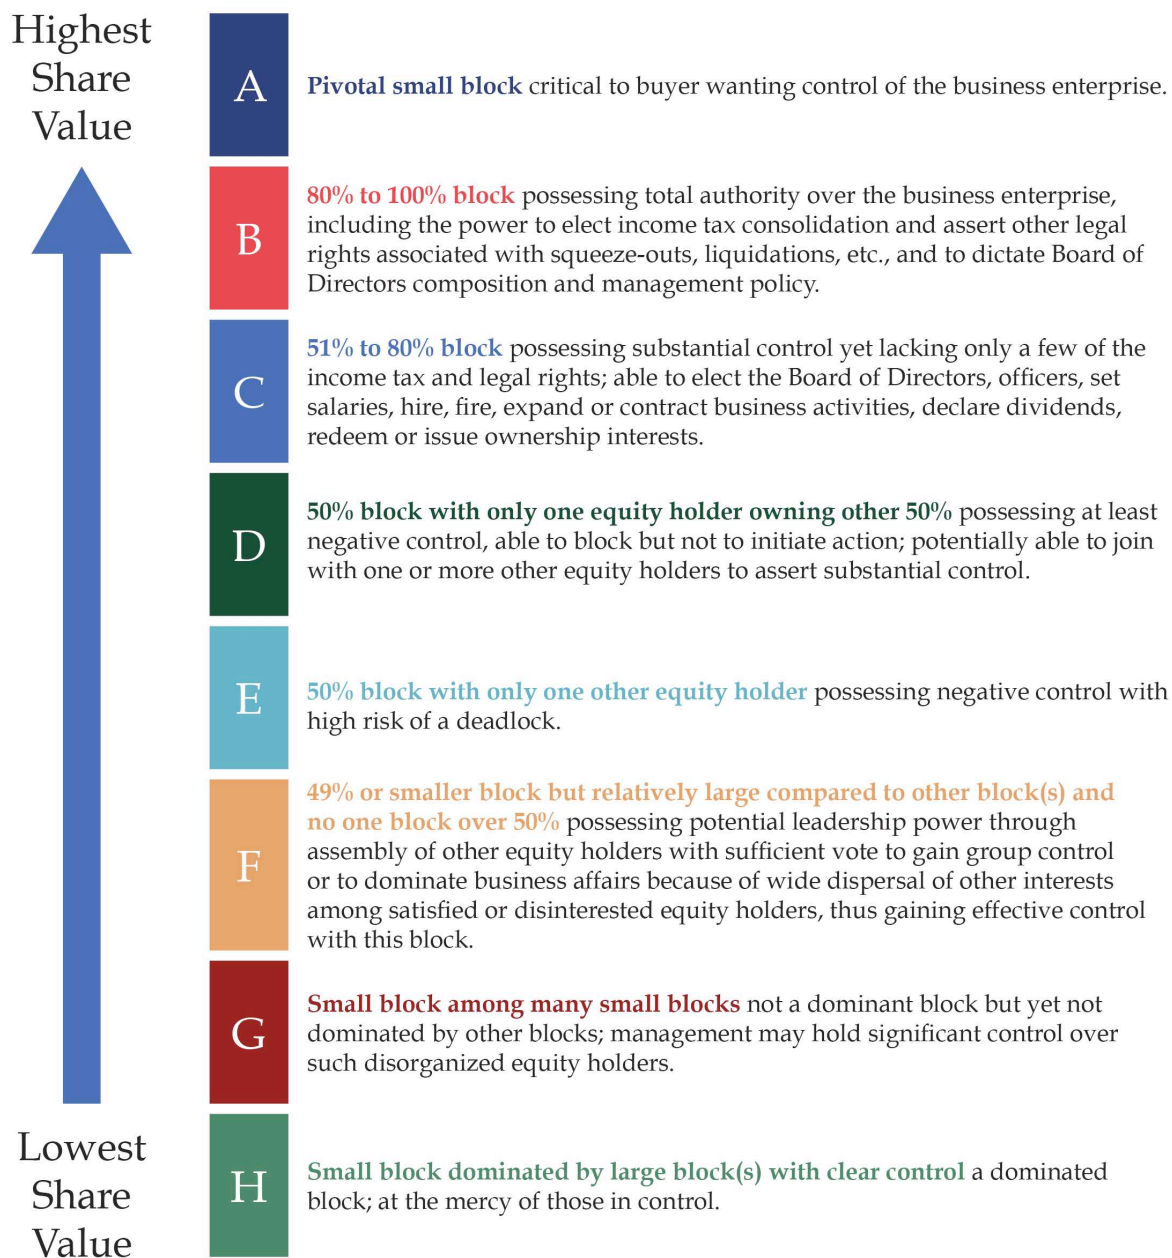 Highest
Share
Value
A
Pivotal small block critical to buyer wanting control of the business enterprise.
B
80% to 100% block possessing total authority over the business enterprise,
including the power to elect income tax consolidation and assert other legal
rights associated with squeeze-outs, liquidations, etc., and to dictate Board of
Directors composition and management policy.
C
51% to 80% block possessing substantial control yet lacking only a few of the
income tax and legal rights; able to elect the Board of Directors, officers, set
salaries, hire, fire, expand or contract business activities, declare dividends,
redeem or issue ownership interests.
D
50% block with only one equity holder owning other 50% possessing at least
negative control, able to block but not to initiate action; potentially able to join
with one or more other equity holders to assert substantial control.
E
50% block with only one other equity holder possessing negative control with
high risk of a deadlock.
F
49% or smaller block but relatively large compared to other block(s) and
no one block over 50% possessing potential leadership power through
assembly of other equity holders with sufficient vote to gain group control
or to dominate business affairs because of wide dispersal of other interests
among satisfied or disinterested equity holders, thus gaining effective control
with this block.
G
Small block among many small blocks not a dominant block but yet not
dominated by other blocks; management may hold significant control over
such disorganized equity holders.
Lowest
Share
Value
H
Small block dominated by large block(s) with clear control a dominated
block; at the mercy of those in control.